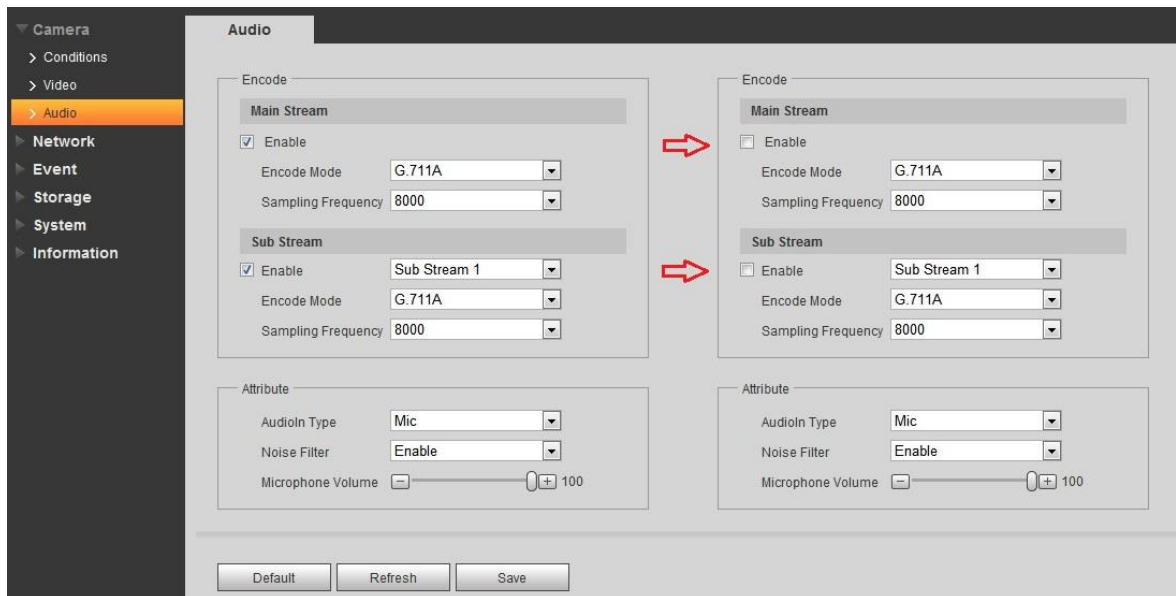 Camera
Conditions
Video
Audio
Network
Event
Storage
System
Information
Audio
Encode
Main Stream
Enable
Encode Mode G.711A
Sampling Frequency 8000
Sub Stream
Enable Sub Stream 1
Encode Mode G.711A
Sampling Frequency 8000
Attribute
AudioIn Type Mic
Noise Filter Enable
Microphone Volume 100
Encode
Main Stream
Enable
Encode Mode G.711A
Sampling Frequency 8000
Sub Stream
Enable Sub Stream 1
Encode Mode G.711A
Sampling Frequency 8000
Attribute
AudioIn Type Mic
Noise Filter Enable
Microphone Volume 100
Default Refresh Save